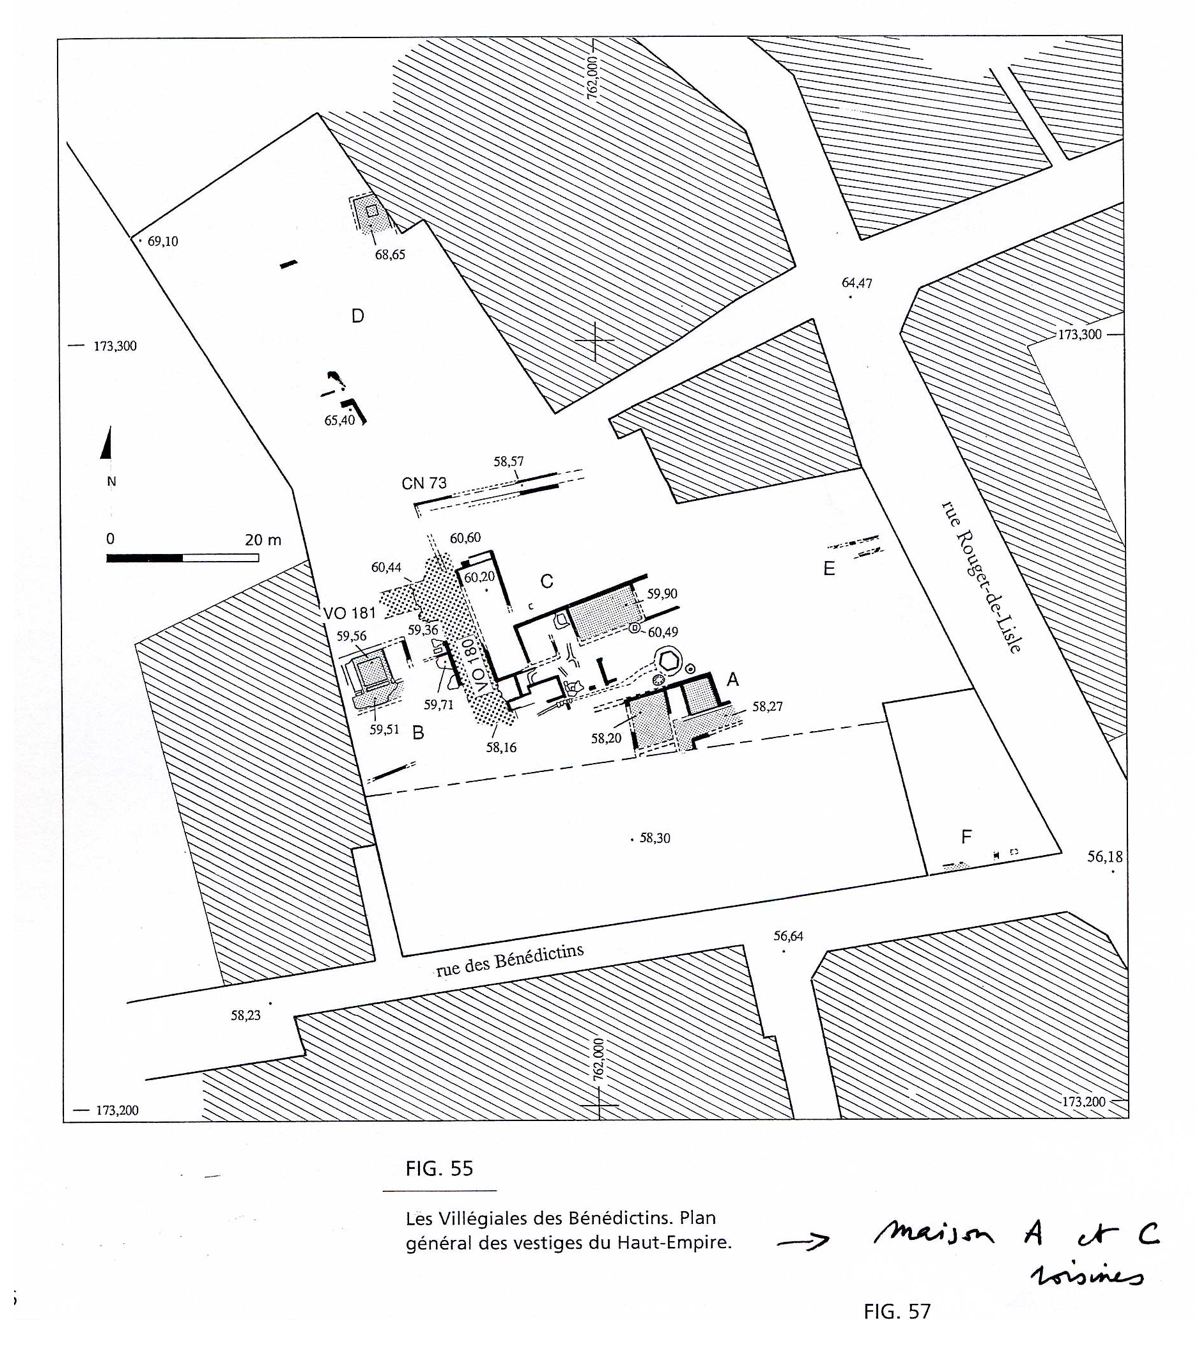 762,000
69,10
68,65
64,47
D
173,300
173,300
65,40
N
0 20 m
58,57
CN 73
60,60
60,44
60,20
C
c
E
rue Rouget-de-Lisle
59,90
VO 181
59,56
59,36
60,49
VO 180
59,71
A
59,51
B
58,16
58,20
58,27
58,30
F
56,18
56,64
rue des Bénédictins
58,23
762,000
173,200
173,200
FIG. 55
Les Villégiales des Bénédictins. Plan
général des vestiges du Haut-Empire.
→ maison A et C
voisines
FIG. 57